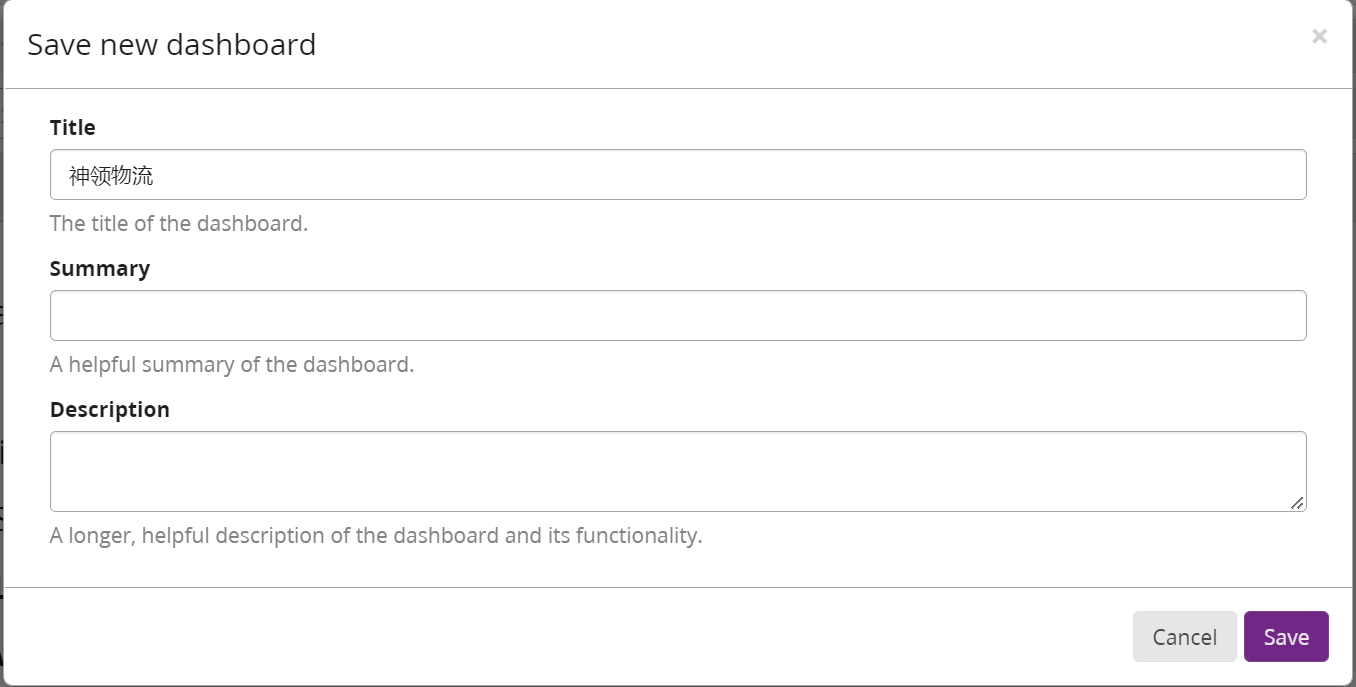 Save new dashboard
×
Title
神领物流
The title of the dashboard.
Summary
A helpful summary of the dashboard.
Description
A longer, helpful description of the dashboard and its functionality.
Cancel Save